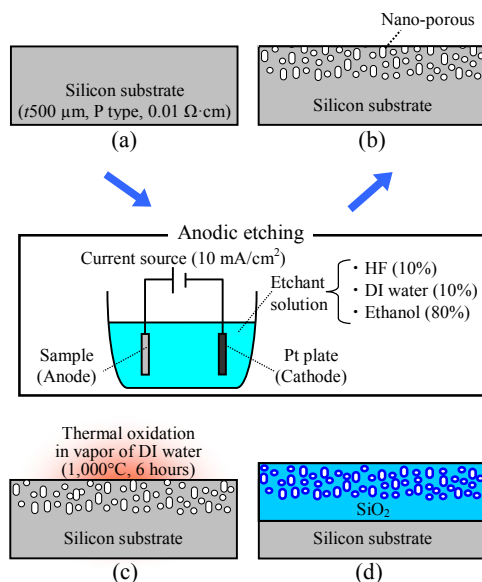 Nano-porous
Silicon substrate
(t500 µm, P type, 0.01 Ω·cm)
Silicon substrate
(a)
(b)
Anodic etching
Current source (10 mA/cm²)
Etchant
solution
・ HF (10%)
・ DI water (10%)
・ Ethanol (80%)
Sample
(Anode)
Pt plate
(Cathode)
Thermal oxidation
in vapor of DI water
(1,000°C, 6 hours)
Silicon substrate
(c)
SiO₂
Silicon substrate
(d)